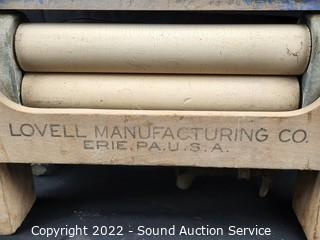 LOVELL MANUFACTURING CO.
ERIE, PA. U.S.A.
Copyright 2022 - Sound Auction Service